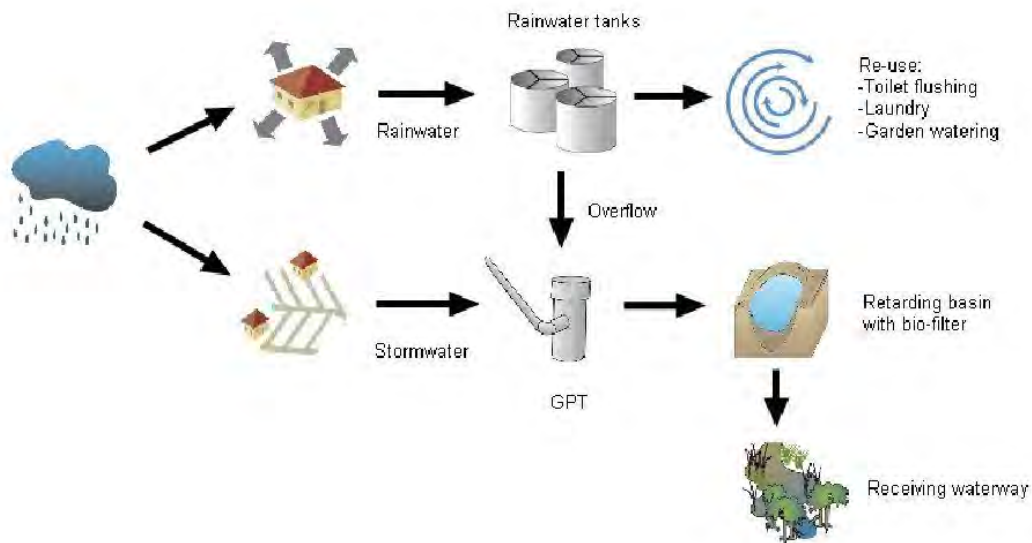 Rainwater tanks
Re-use:
-Toilet flushing
-Laundry
-Garden watering
Rainwater
Overflow
Stormwater
GPT
Retarding basin
with bio-filter
Receiving waterway